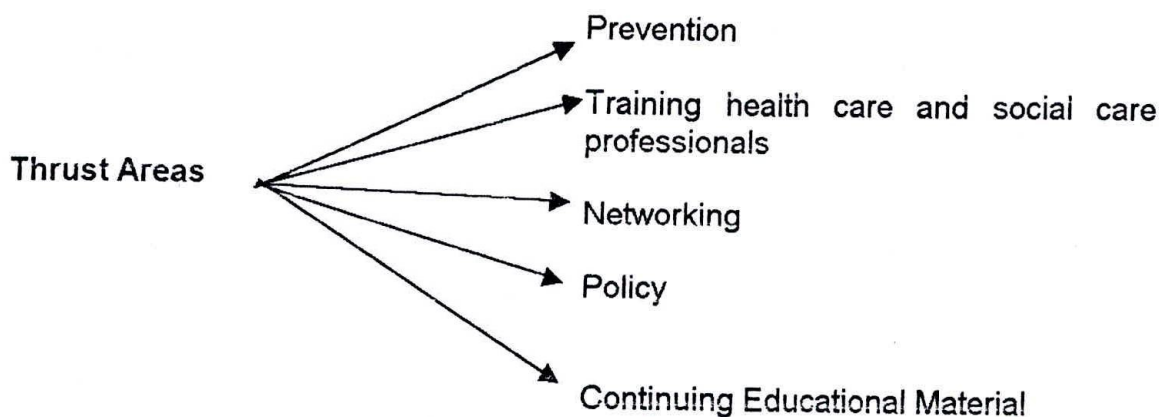 Prevention
Training health care and social care
professionals
Thrust Areas
Networking
Policy
Continuing Educational Material